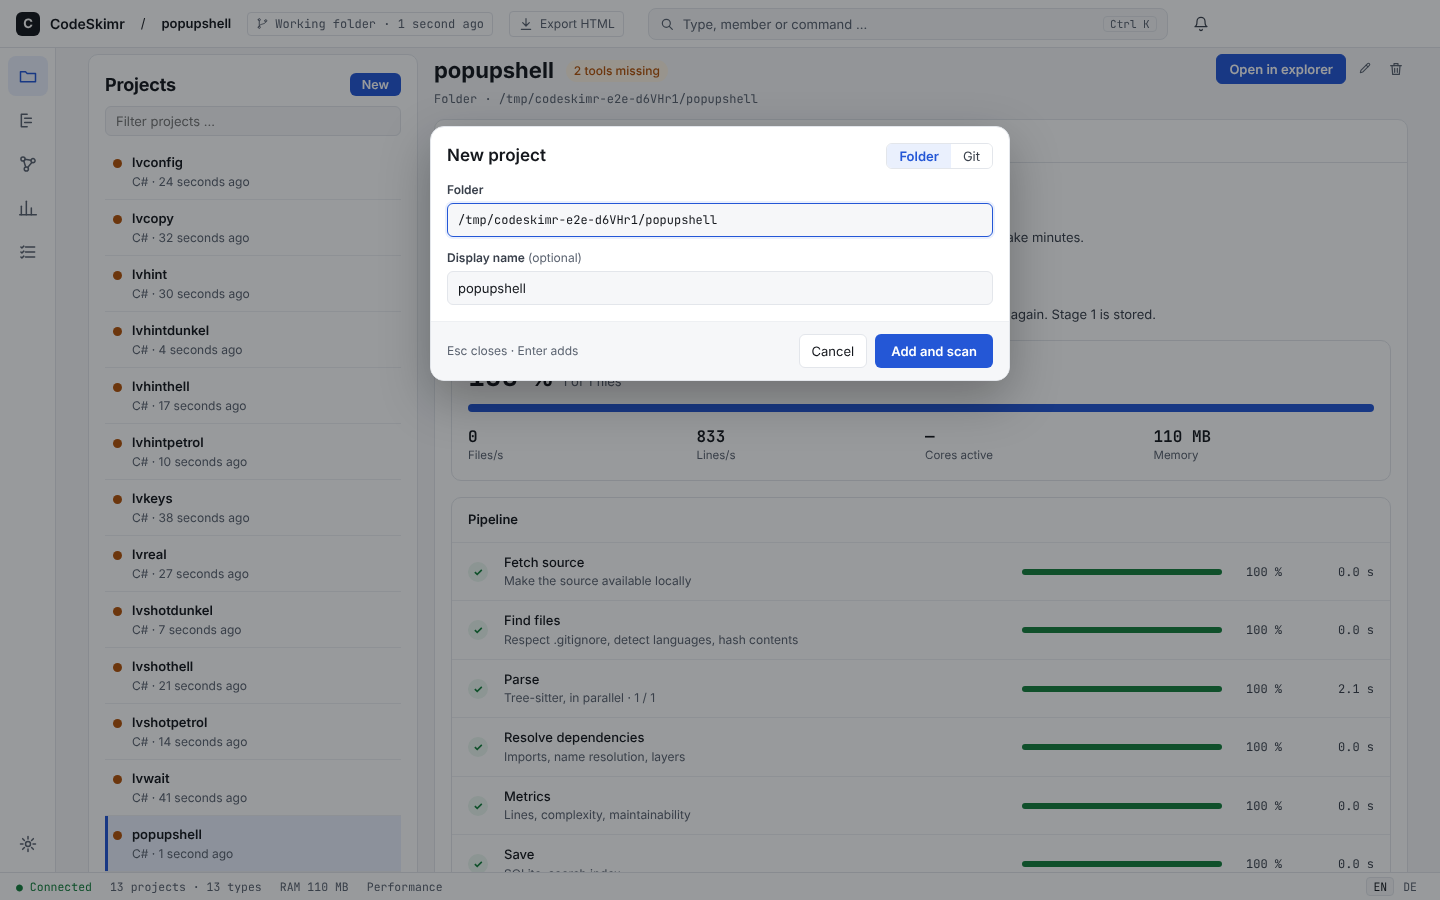 C CodeSkimr / popupshell Working folder · 1 second ago Export HTML Type, member or command ... Ctrl K
Projects New
Filter projects ...
lvconfig
C# · 24 seconds ago
lvcopy
C# · 32 seconds ago
lvhint
C# · 30 seconds ago
lvhintdunkel
C# · 4 seconds ago
lvhinthell
C# · 17 seconds ago
lvhintpetrol
C# · 10 seconds ago
lvkeys
C# · 38 seconds ago
lvreal
C# · 27 seconds ago
lvshotdunkel
C# · 7 seconds ago
lvshothell
C# · 21 seconds ago
lvshotpetrol
C# · 14 seconds ago
lvwait
C# · 41 seconds ago
popupshell
C# · 1 second ago
popupshell 2 tools missing Open in explorer
Folder · /tmp/codeskimr-e2e-d6VHr1/popupshell
New project Folder Git
Folder
/tmp/codeskimr-e2e-d6VHr1/popupshell
Display name (optional)
popupshell
Esc closes · Enter adds Cancel Add and scan
minutes.
again. Stage 1 is stored.
0 833 — 110 MB
Files/s Lines/s Cores active Memory
Pipeline
Fetch source 100 % 0.0 s
Make the source available locally
Find files 100 % 0.0 s
Respect .gitignore, detect languages, hash contents
Parse 100 % 2.1 s
Tree-sitter, in parallel · 1 / 1
Resolve dependencies 100 % 0.0 s
Imports, name resolution, layers
Metrics 100 % 0.0 s
Lines, complexity, maintainability
Save 100 % 0.0 s
Connected 13 projects · 13 types RAM 110 MB Performance EN DE